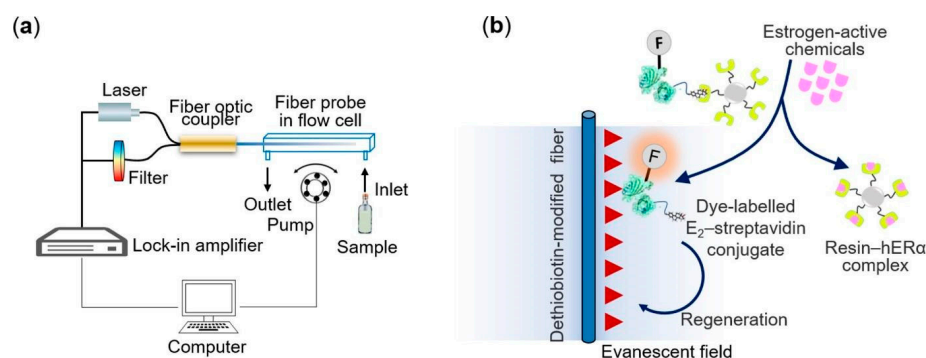 (a)
Laser
Fiber optic
coupler
Fiber probe
in flow cell
Filter
Outlet
Pump
Inlet
Sample
Lock-in amplifier
Computer
(b)
F
Estrogen-active
chemicals
Dethiobiotin-modified fiber
F
Dye-labelled
E₂–streptavidin
conjugate
Resin–hERα
complex
Regeneration
Evanescent field